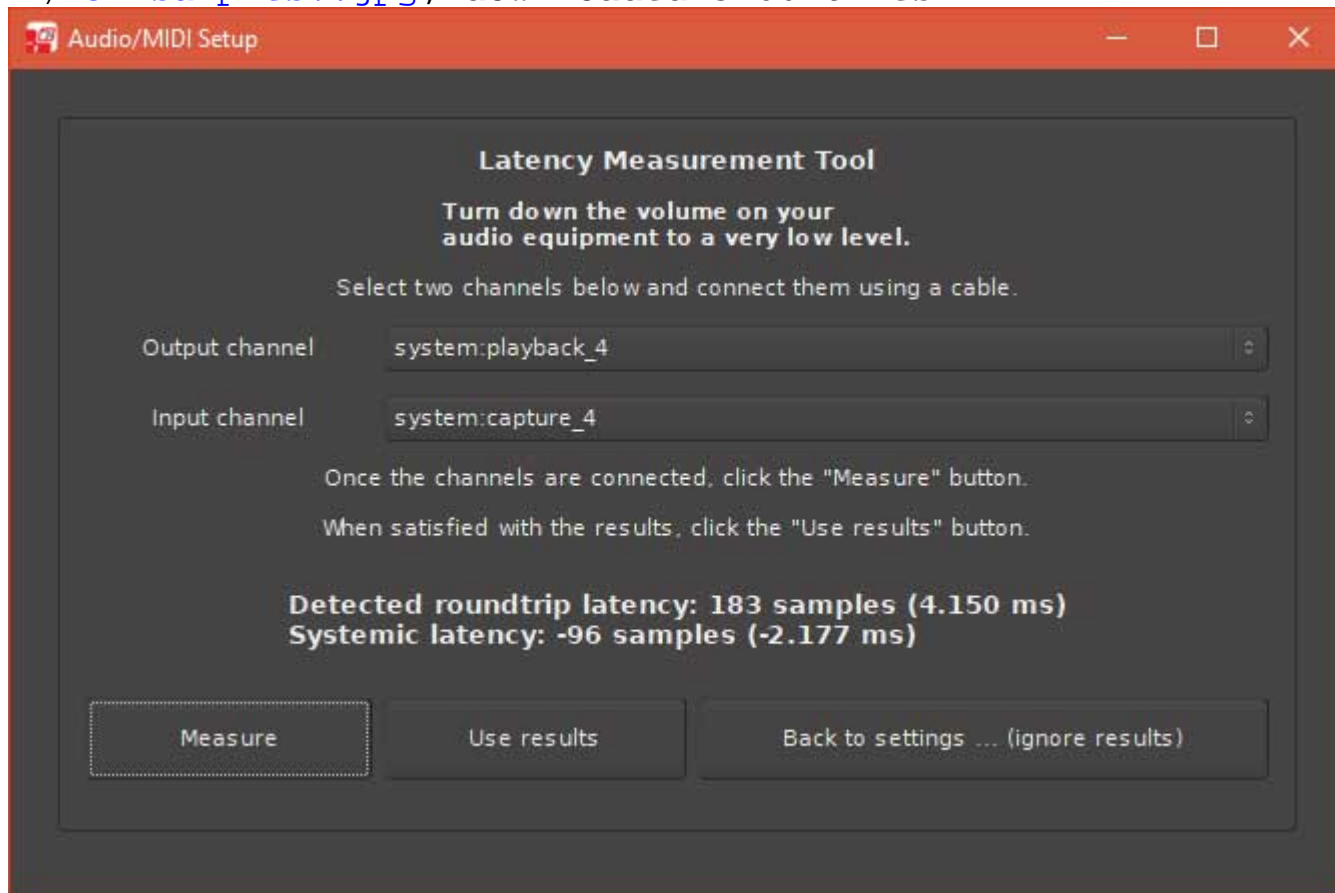 Audio/MIDI Setup
Latency Measurement Tool
Turn down the volume on your
audio equipment to a very low level.
Select two channels below and connect them using a cable.
Output channel system:playback_4
Input channel system:capture_4
Once the channels are connected, click the "Measure" button.
When satisfied with the results, click the "Use results" button.
Detected roundtrip latency: 183 samples (4.150 ms)
Systemic latency: -96 samples (-2.177 ms)
Measure Use results Back to settings ... (ignore results)